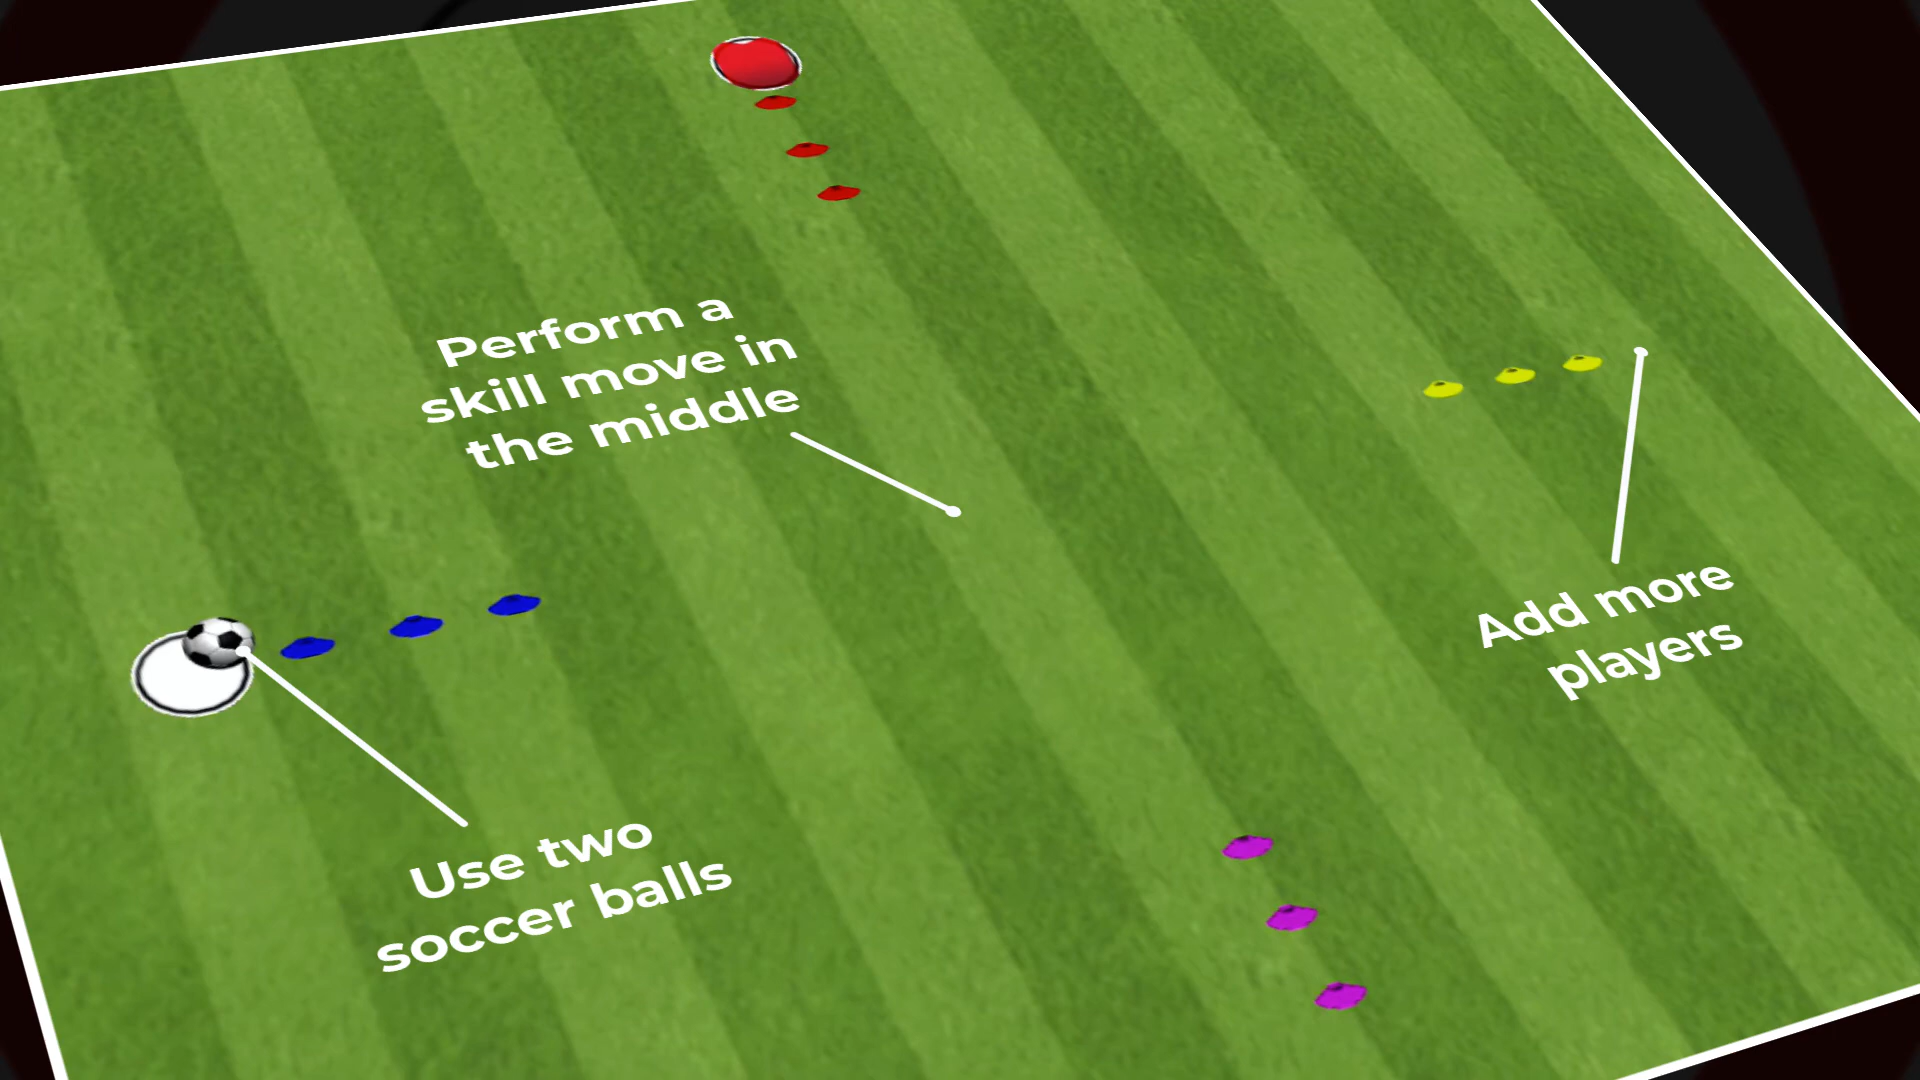 Perform a
skill move in
the middle
Add more
players
Use two
soccer balls